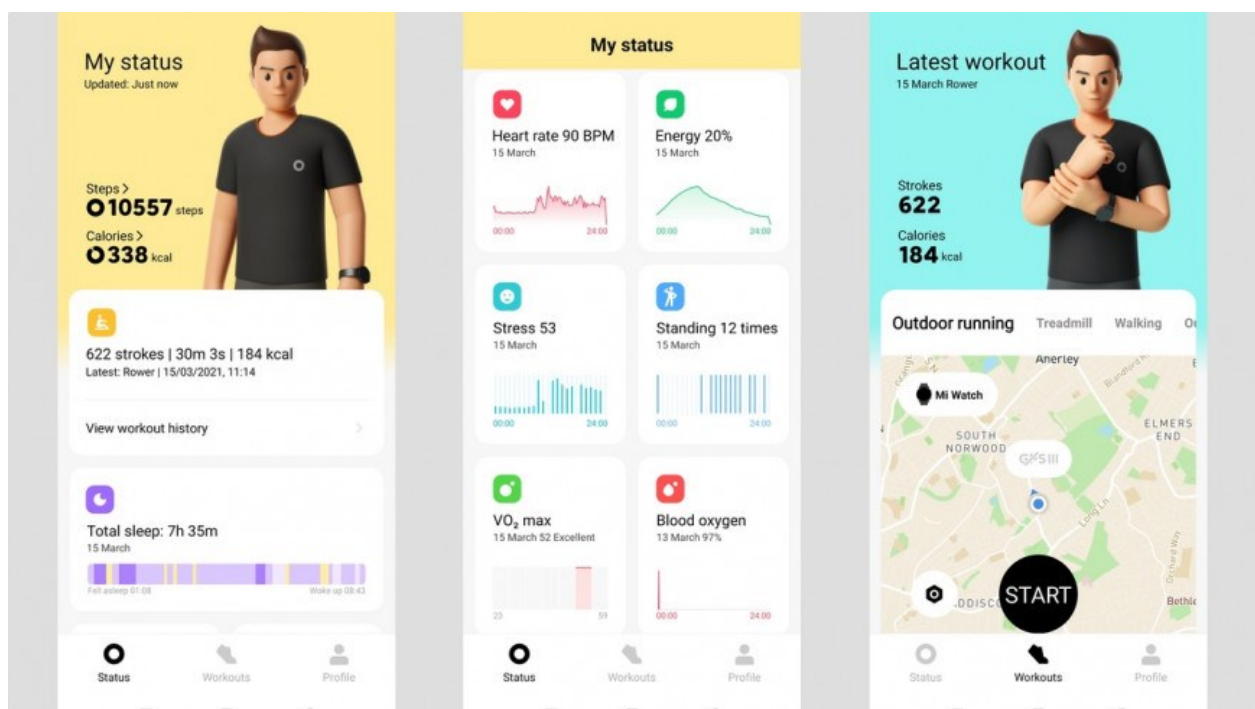 My status
Updated: Just now
Steps >
10557 steps
Calories >
338 kcal
622 strokes | 30m 3s | 184 kcal
Latest: Rower | 15/03/2021, 11:14
View workout history
Total sleep: 7h 35m
15 March
Fell asleep 01:08 Woke up 08:43
Status Workouts Profile
My status
Heart rate 90 BPM
15 March
00:00 24:00
Energy 20%
15 March
00:00 24:00
Stress 53
15 March
00:00 24:00
Standing 12 times
15 March
00:00 24:00
VO₂ max
15 March 52 Excellent
23 59
Blood oxygen
13 March 97%
00:00 24:00
Status Workouts Profile
Latest workout
15 March Rower
Strokes
622
Calories
184 kcal
Outdoor running Treadmill Walking
Anerley
Mi Watch
SOUTH
NORWOOD
ELMERS
END
Long Ln
Orchard Way
START
Status Workouts Profile